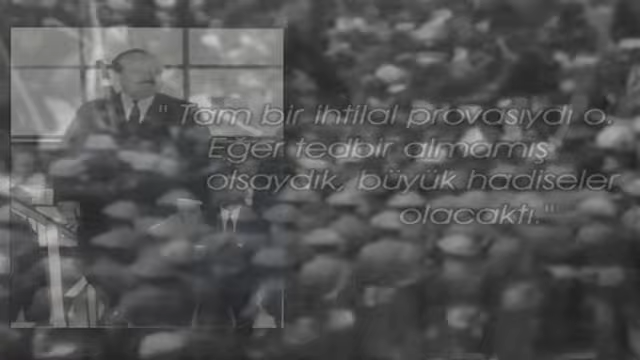 " Tam bir ihtilal provasıydı o.
Eğer tedbir almamış
olsaydık, büyük hadiseler
olacaktı."